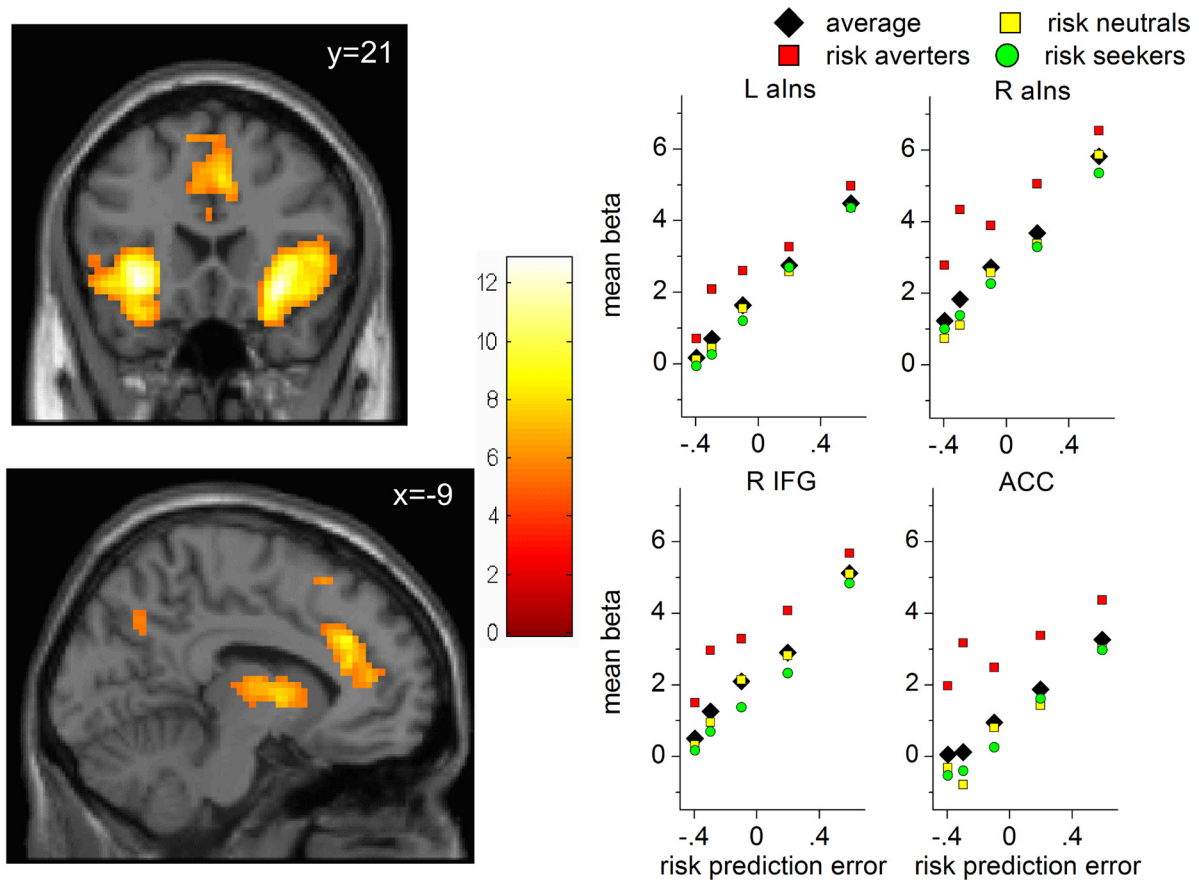 y=21
x=-9
12
10
8
6
4
2
0
average
risk neutrals
risk averters
risk seekers
L aIns
R aIns
mean beta
6
4
2
0
6
4
2
0
-.4 0 .4
-.4 0 .4
R IFG
ACC
mean beta
6
4
2
0
6
4
2
0
-.4 0 .4
-.4 0 .4
risk prediction error
risk prediction error